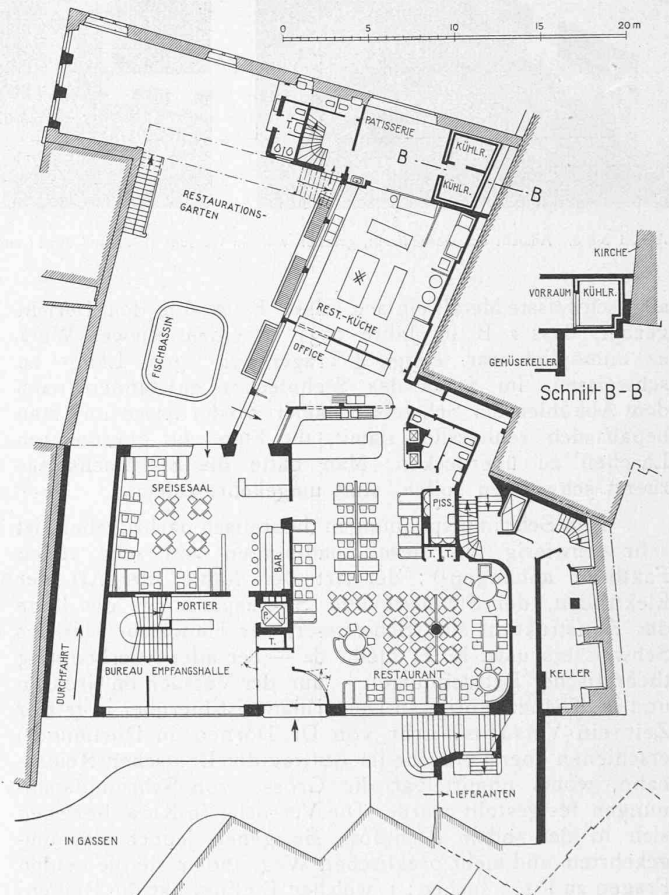 0 5 10 15 20 m
T.
PATISSERIE
B
KÜHLR.
KÜHLR.
B
RESTAURATIONS-
GARTEN
KIRCHE
VORRAUM
KÜHLR.
REST.-KÜCHE
FISCHBASSIN
OFFICE
GEMÜSEKELLER
Schnitt B-B
SPEISESAAL
PISS.
BAR
T. T.
PORTIER
T.
DURCHFAHRT
BUREAU
EMPFANGSHALLE
RESTAURANT
KELLER
LIEFERANTEN
IN GASSEN